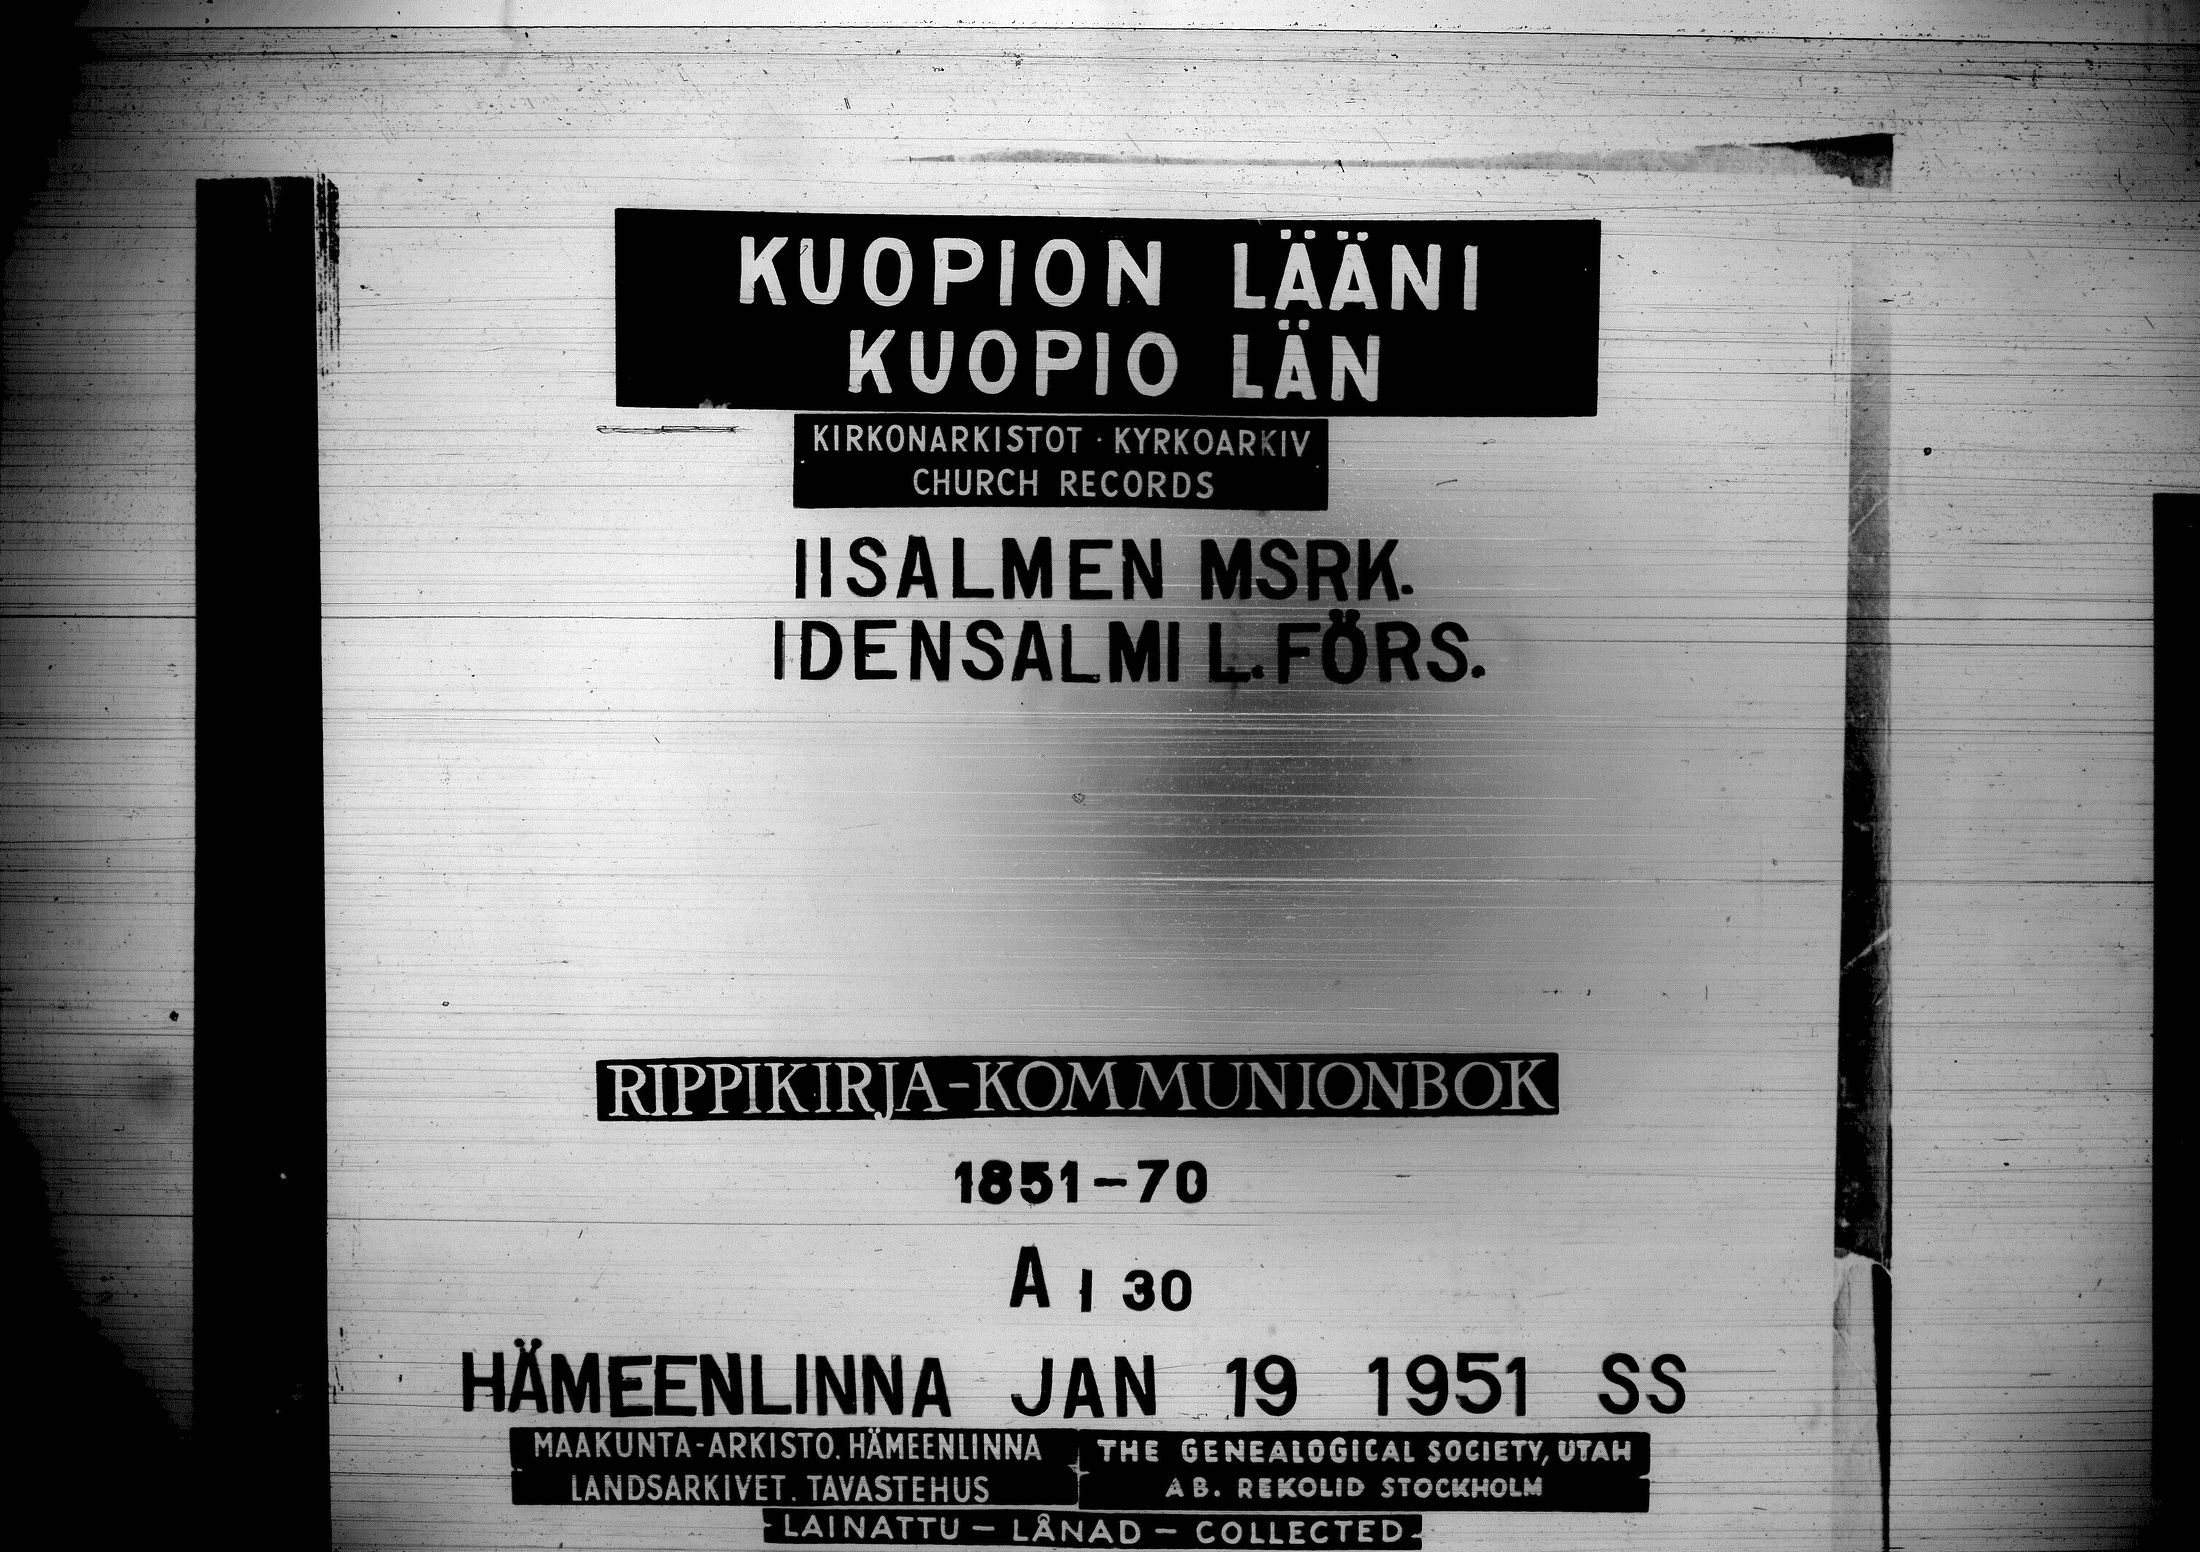 KUOPION LÄÄNI
KUOPIO LÄN
KIRKONARKISTOT · KYRKOARKIV
CHURCH RECORDS
IISALMEN MSRK.
IDENSALMI L. FÖRS.
RIPPIKIRJA-KOMMUNIONBOK
1851-70
A I 30
HÄMEENLINNA JAN 19 1951 SS
MAAKUNTA-ARKISTO. HÄMEENLINNA
LANDSARKIVET. TAVASTEHUS
THE GENEALOGICAL SOCIETY, UTAH
AB. REKOLID STOCKHOLM
LAINATTU - LÅNAD - COLLECTED